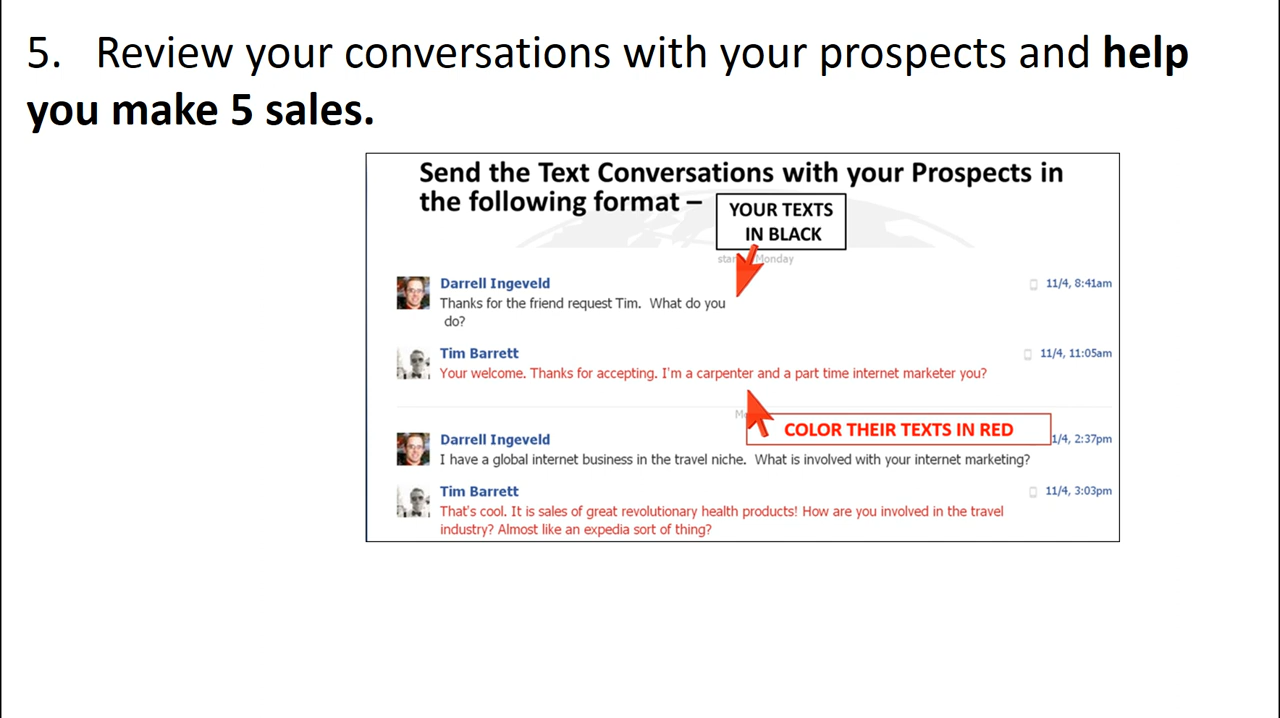 5. Review your conversations with your prospects and help
you make 5 sales.
Send the Text Conversations with your Prospects in
the following format –
YOUR TEXTS
IN BLACK
Monday
Darrell Ingeveld
11/4, 8:41am
Thanks for the friend request Tim. What do you
do?
Tim Barrett
11/4, 11:05am
Your welcome. Thanks for accepting. I'm a carpenter and a part time internet marketer you?
COLOR THEIR TEXTS IN RED
Darrell Ingeveld
1/4, 2:37pm
I have a global internet business in the travel niche. What is involved with your internet marketing?
Tim Barrett
11/4, 3:03pm
That's cool. It is sales of great revolutionary health products! How are you involved in the travel
industry? Almost like an expedia sort of thing?